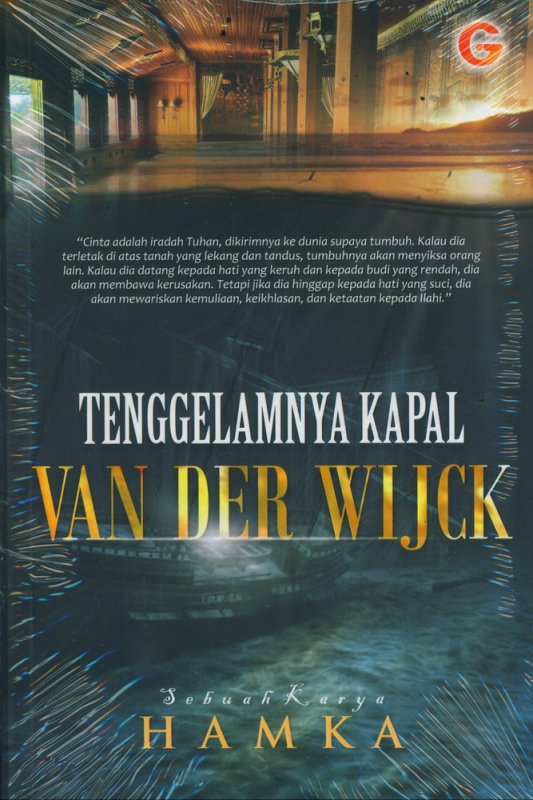 G
“Cinta adalah iradah Tuhan, dikirimnya ke dunia supaya tumbuh. Kalau dia
terletak di atas tanah yang lekang dan tandus, tumbuhnya akan menyiksa orang
lain. Kalau dia datang kepada hati yang keruh dan kepada budi yang rendah, dia
akan membawa kerusakan. Tetapi jika dia hinggap kepada hati yang suci, dia
akan mewariskan kemuliaan, keikhlasan, dan ketaatan kepada Ilahi.”
TENGGELAMNYA KAPAL
VAN DER WIJCK
Sebuah Karya
HAMKA